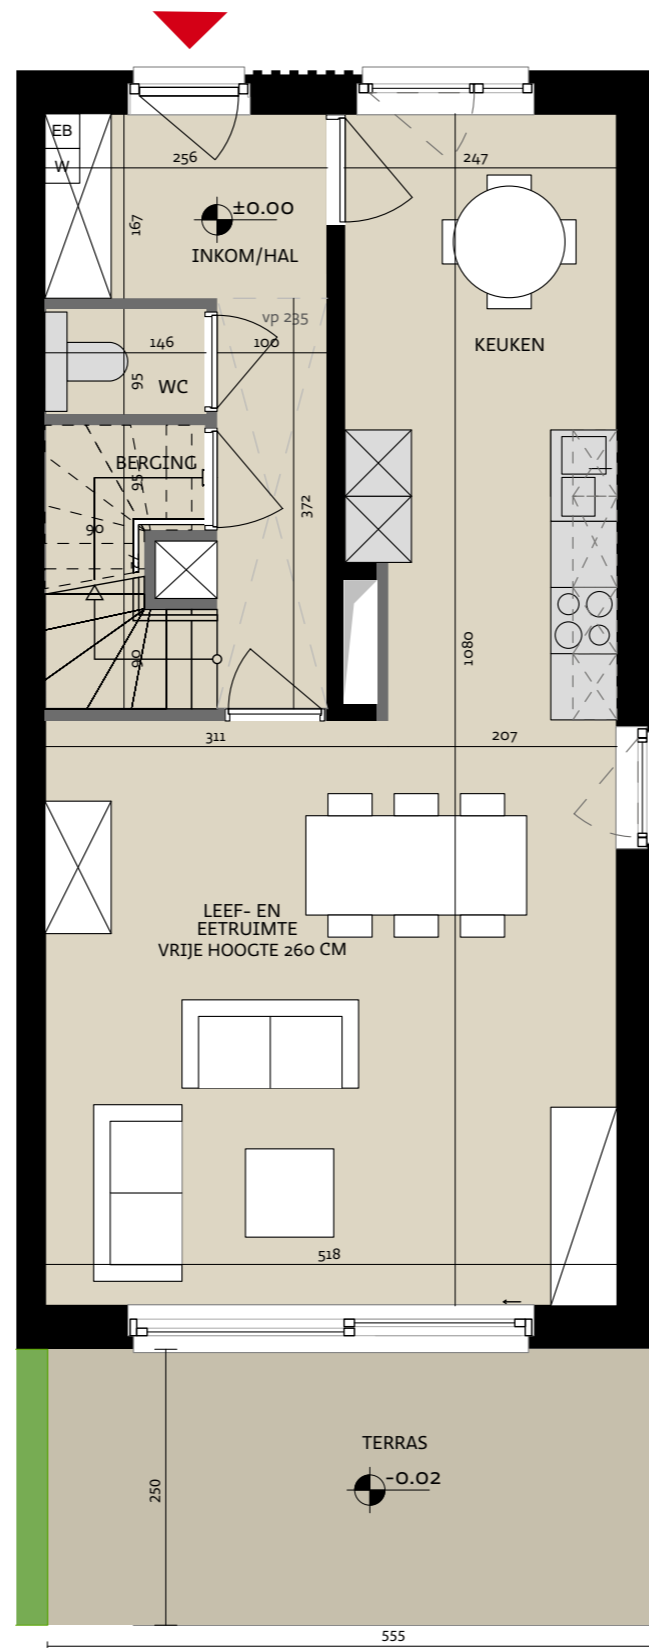 EB
W
256
247
±0.00
167
INKOM/HAL
vp 235
146
100
KEUKEN
95
WC
BERGING
95
372
90
77
1080
90
311
207
LEEF- EN
EETRUIMTE
VRIJE HOOGTE 260 CM
518
TERRAS
-0.02
250
555